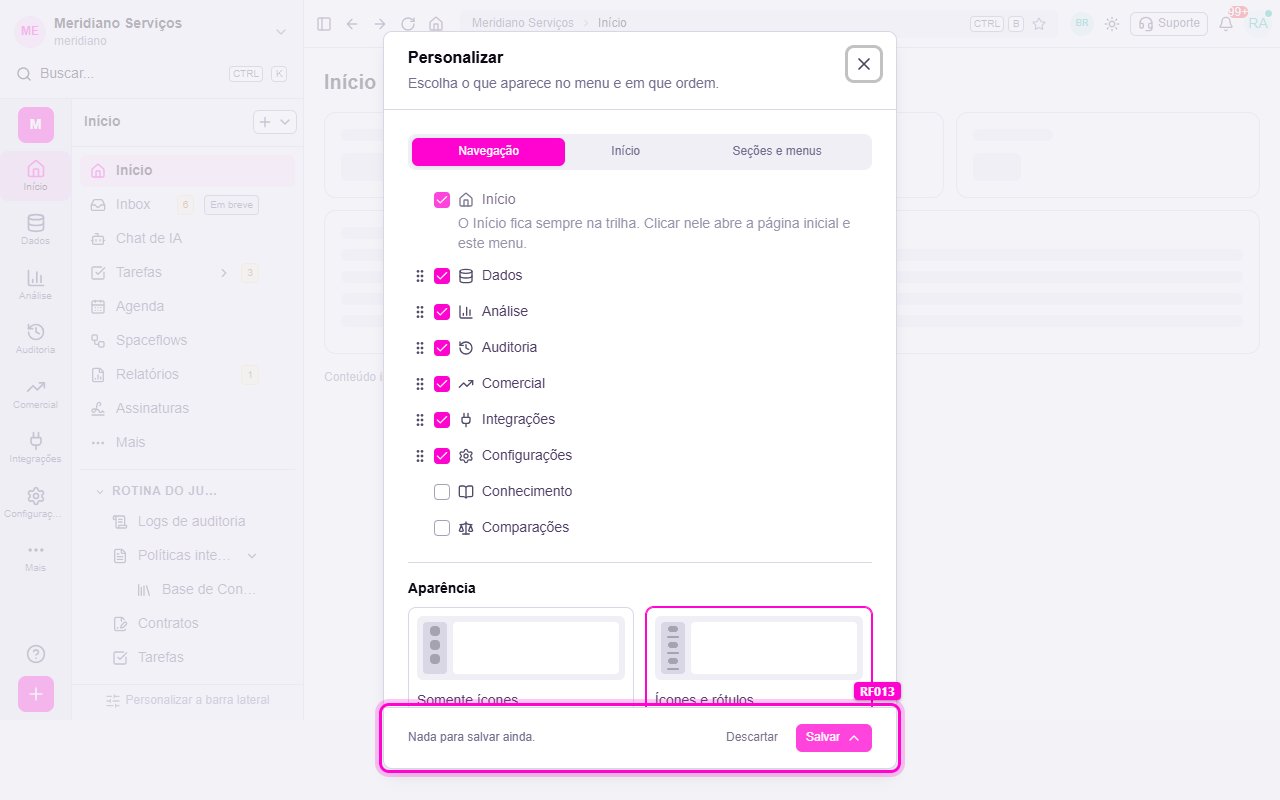 ME
Meridiano Serviços
meridiano
Buscar...
CTRL
K
M
Início
Dados
Análise
Auditoria
Comercial
Integrações
Configuraç...
Mais
Início
Início
Inbox
6
Em breve
Chat de IA
Tarefas
3
Agenda
Spaceflows
Relatórios
1
Assinaturas
Mais
ROTINA DO JU...
Logs de auditoria
Políticas inte...
Base de Con...
Contratos
Tarefas
Personalizar a barra lateral
Meridiano Serviços
Início
CTRL
B
BR
Suporte
99+
RA
Início
Conteúdo
Personalizar
Escolha o que aparece no menu e em que ordem.
Navegação
Início
Seções e menus
Início
O Início fica sempre na trilha. Clicar nele abre a página inicial e
este menu.
Dados
Análise
Auditoria
Comercial
Integrações
Configurações
Conhecimento
Comparações
Aparência
Somente ícones
Ícones e rótulos
RF013
Nada para salvar ainda.
Descartar
Salvar